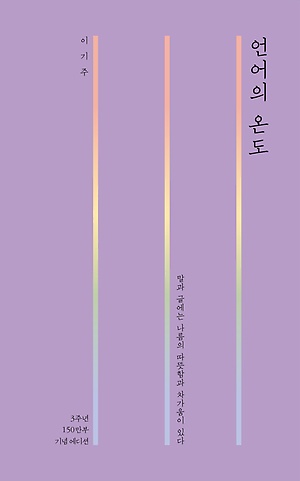 언어의 온도
말과 글에는 나름의 따뜻함과 차가움이 있다
이기주
3주년
150만부
기념 에디션